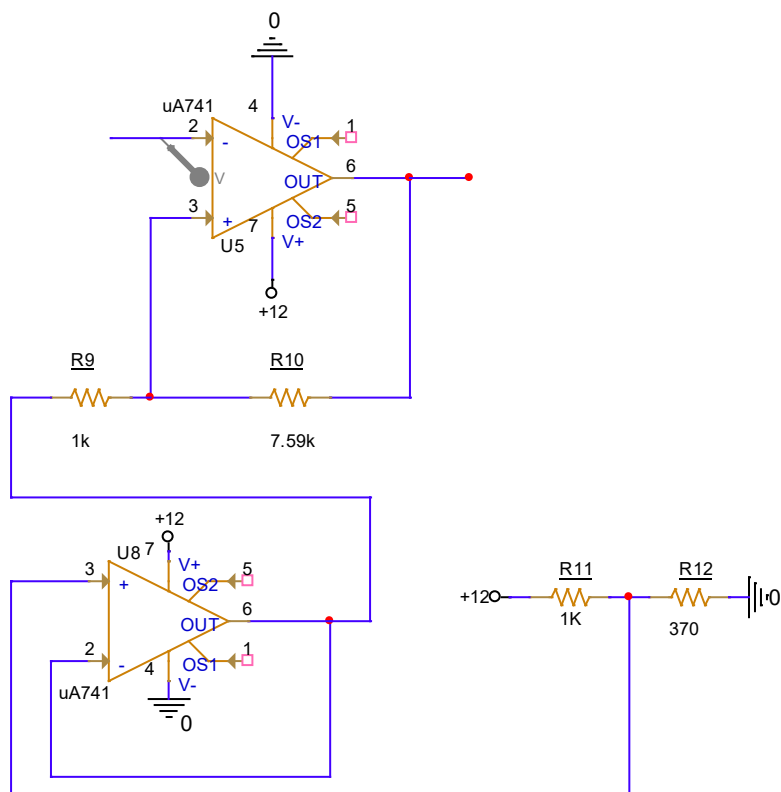 0
uA741
4
V-
2
-
OS1
1
6
OUT
V
3
+
7
OS2
5
U5
V+
+12
R9
R10
1k
7.59k
+12
U8
7
V+
3
+
OS2
5
6
OUT
2
-
4
OS1
1
uA741
V-
0
R11
R12
+12
0
1K
370